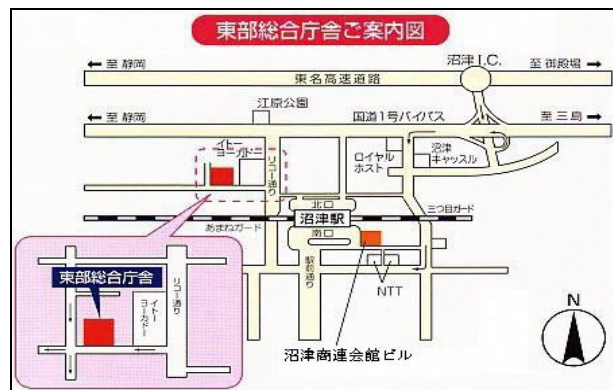 東部総合庁舎ご案内図
沼津I.C.
← 至 静岡
至 御殿場 →
東名高速道路
江原公園
← 至 静岡
国道1号バイパス
至 三島 →
イトー
ヨーカドー
リコー通り
ロイヤル
ホスト
沼津
キャッスル
北口
沼津駅
三つ目ガード
あまねガード
南口
東部総合庁舎
リコー通り
イトー
ヨーカドー
駅前通り
NTT
沼津商連会館ビル
N